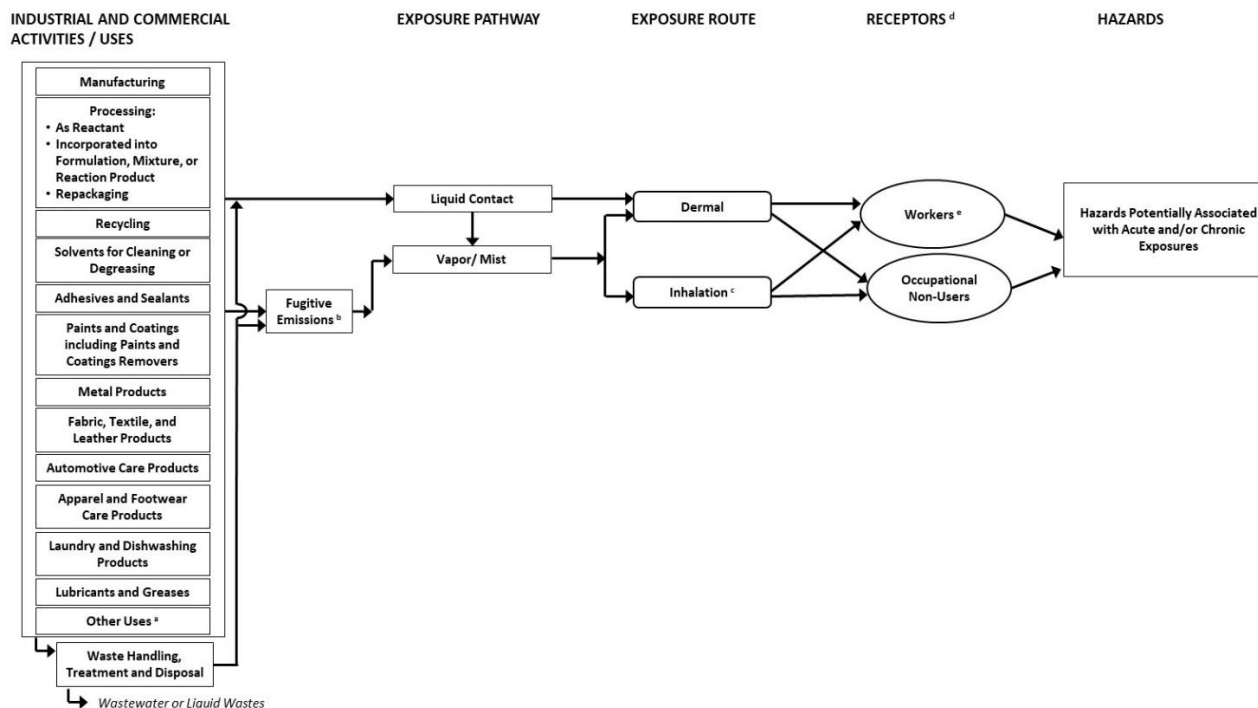 INDUSTRIAL AND COMMERCIAL
ACTIVITIES / USES
EXPOSURE PATHWAY
EXPOSURE ROUTE
RECEPTORS d
HAZARDS
Manufacturing
Processing:
• As Reactant
• Incorporated into
Formulation, Mixture, or
Reaction Product
• Repackaging
Recycling
Solvents for Cleaning or
Degreasing
Adhesives and Sealants
Paints and Coatings
including Paints and
Coatings Removers
Metal Products
Fabric, Textile, and
Leather Products
Automotive Care Products
Apparel and Footwear
Care Products
Laundry and Dishwashing
Products
Lubricants and Greases
Other Uses a
Waste Handling,
Treatment and Disposal
Wastewater or Liquid Wastes
Fugitive
Emissions b
Liquid Contact
Vapor/ Mist
Dermal
Inhalation c
Workers e
Occupational
Non-Users
Hazards Potentially Associated
with Acute and/or Chronic
Exposures